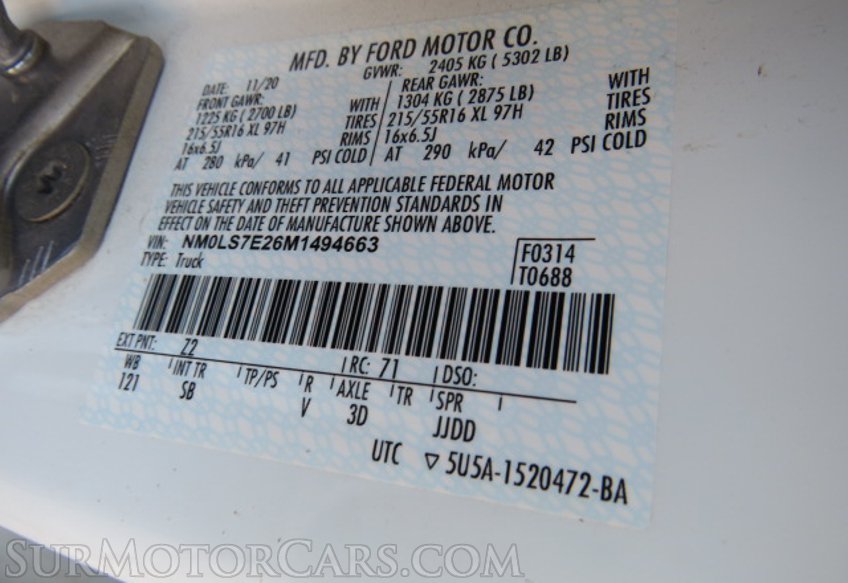 MFD. BY FORD MOTOR CO.
DATE: 11/20 GVWR: 2405 KG ( 5302 LB)
FRONT GAWR: WITH
1225 KG ( 2700 LB) TIRES
215/55R16 XL 97H RIMS
16x6.5J
AT 280 kPa/ 41 PSI COLD
REAR GAWR: WITH
1304 KG ( 2875 LB) TIRES
215/55R16 XL 97H RIMS
16x6.5J
AT 290 kPa/ 42 PSI COLD
THIS VEHICLE CONFORMS TO ALL APPLICABLE FEDERAL MOTOR
VEHICLE SAFETY AND THEFT PREVENTION STANDARDS IN
EFFECT ON THE DATE OF MANUFACTURE SHOWN ABOVE.
VIN: NM0LS7E26M1494663
TYPE: Truck
F0314
T0688
EXT PNT: Z2 RC: 71 DSO:
WB INT TR TP/PS R AXLE TR SPR
121 SB V 3D JJDD
UTC ▽ 5U5A-1520472-BA
SURMOTORCARS.COM